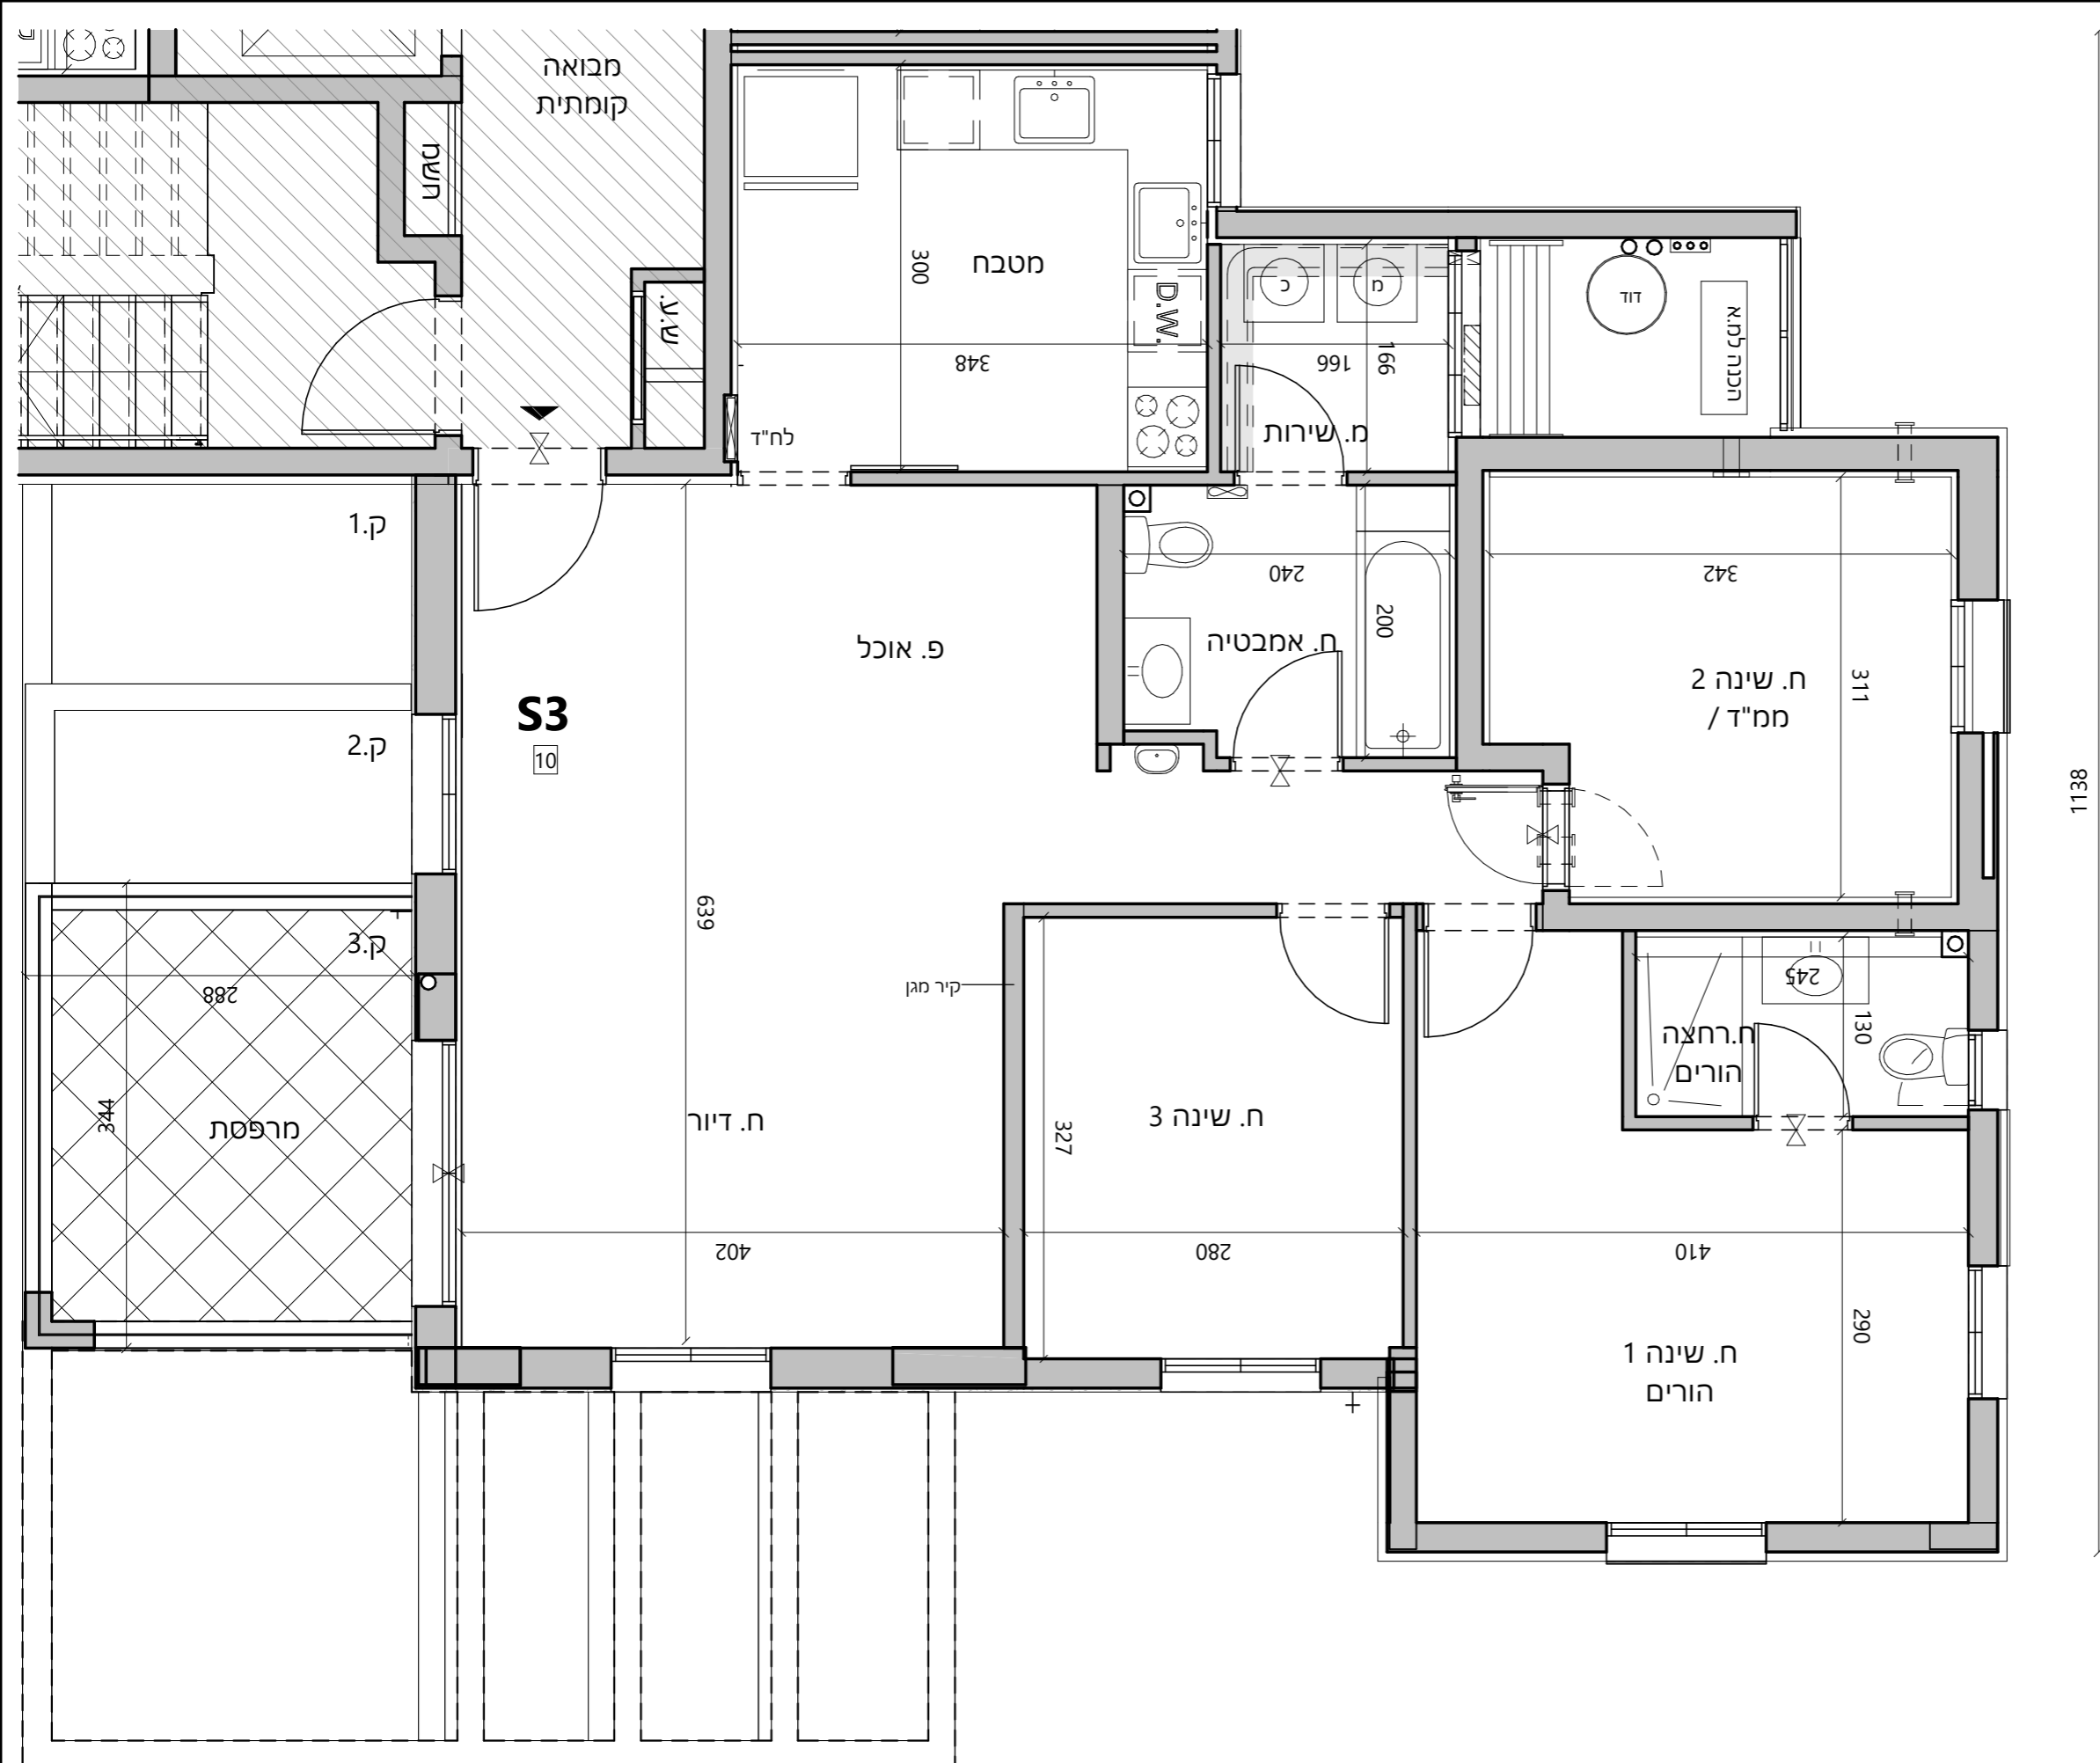 מבואה
קומתית
חשמ
ש.ע.
מטבח
300
348
D.W.
לח"ד
כ
מ
166
166
מ. שירות
דוד
הכנה למ.א
ק.1
ק.2
ק.3
S3
10
פ. אוכל
240
200
ח. אמבטיה
342
311
ח. שינה 2
ממ"ד /
1138
639
קיר מגן
288
344
מרפסת
ח. דיור
402
327
ח. שינה 3
280
245
130
ח.רחצה
הורים
410
290
ח. שינה 1
הורים